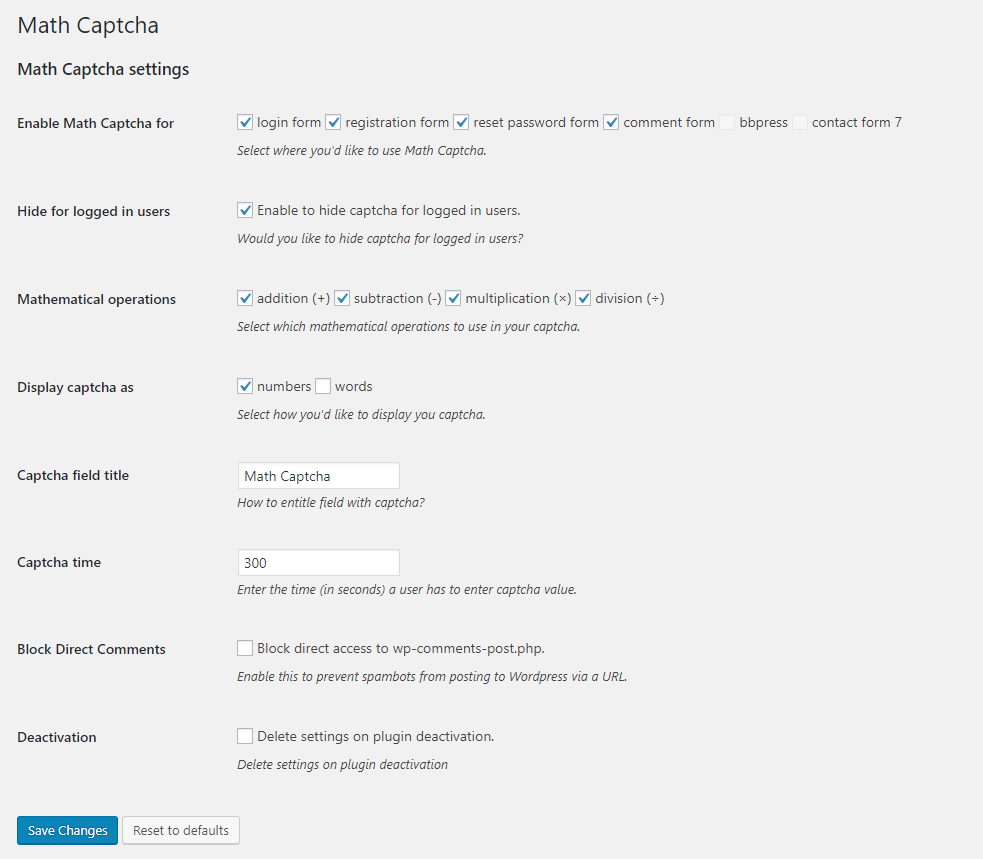 Math Captcha
Math Captcha settings
Enable Math Captcha for login form registration form reset password form comment form bbpress contact form 7
Select where you'd like to use Math Captcha.
Hide for logged in users Enable to hide captcha for logged in users.
Would you like to hide captcha for logged in users?
Mathematical operations addition (+) subtraction (-) multiplication (×) division (÷)
Select which mathematical operations to use in your captcha.
Display captcha as numbers words
Select how you'd like to display you captcha.
Captcha field title Math Captcha
How to entitle field with captcha?
Captcha time 300
Enter the time (in seconds) a user has to enter captcha value.
Block Direct Comments Block direct access to wp-comments-post.php.
Enable this to prevent spambots from posting to Wordpress via a URL.
Deactivation Delete settings on plugin deactivation.
Delete settings on plugin deactivation
Save Changes Reset to defaults